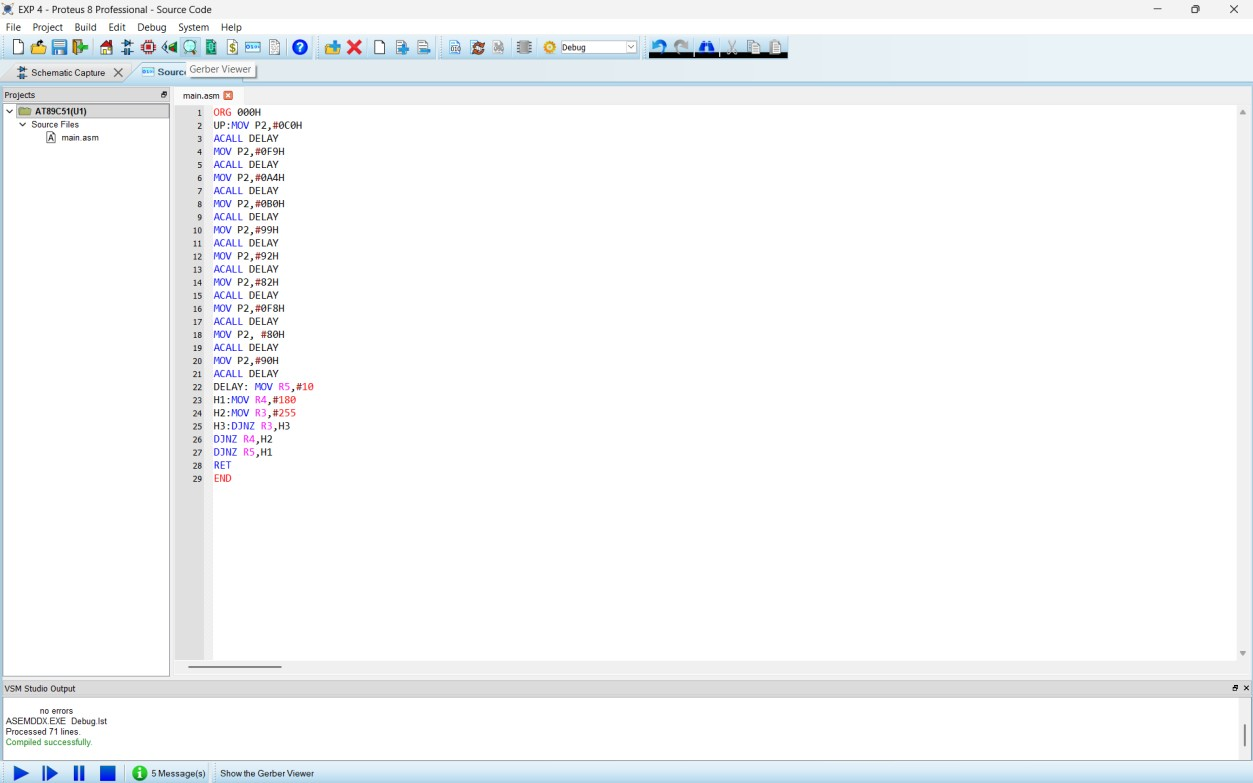 EXP 4 - Proteus 8 Professional - Source Code
File Project Build Edit Debug System Help
Debug
Schematic Capture
Sourc
Gerber Viewer
Projects
main.asm
AT89C51(U1)
Source Files
main.asm
1 ORG 000H
2 UP:MOV P2,#0C0H
3 ACALL DELAY
4 MOV P2,#0F9H
5 ACALL DELAY
6 MOV P2,#0A4H
7 ACALL DELAY
8 MOV P2,#0B0H
9 ACALL DELAY
10 MOV P2,#99H
11 ACALL DELAY
12 MOV P2,#92H
13 ACALL DELAY
14 MOV P2,#82H
15 ACALL DELAY
16 MOV P2,#0F8H
17 ACALL DELAY
18 MOV P2, #80H
19 ACALL DELAY
20 MOV P2,#90H
21 ACALL DELAY
22 DELAY: MOV R5,#10
23 H1:MOV R4,#180
24 H2:MOV R3,#255
25 H3:DJNZ R3,H3
26 DJNZ R4,H2
27 DJNZ R5,H1
28 RET
29 END
VSM Studio Output
no errors
ASEMDDX.EXE Debug.lst
Processed 71 lines.
Compiled successfully.
5 Message(s)
Show the Gerber Viewer